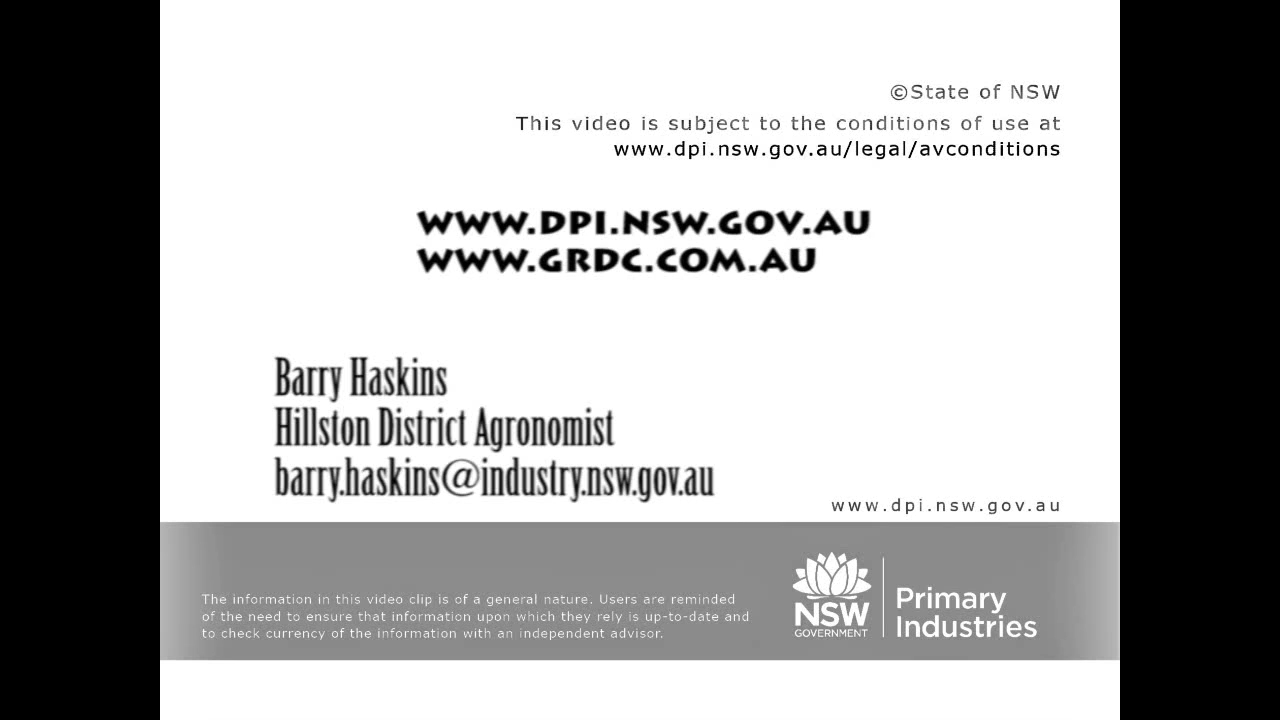 ©State of NSW
This video is subject to the conditions of use at
www.dpi.nsw.gov.au/legal/avconditions
WWW.DPI.NSW.GOV.AU
WWW.GRDC.COM.AU
Barry Haskins
Hillston District Agronomist
barry.haskins@industry.nsw.gov.au
www.dpi.nsw.gov.au
The information in this video clip is of a general nature. Users are reminded
of the need to ensure that information upon which they rely is up-to-date and
to check currency of the information with an independent advisor.
NSW
GOVERNMENT
Primary
Industries